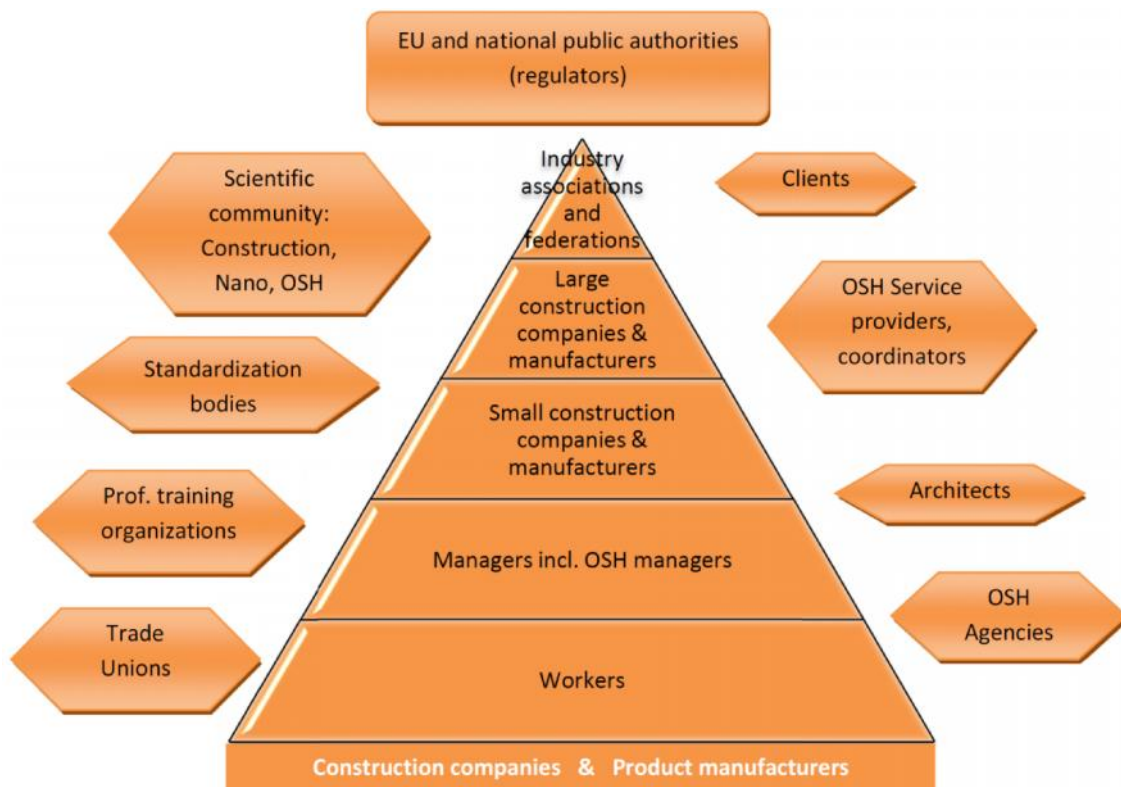 EU and national public authorities
(regulators)
Scientific
community:
Construction,
Nano, OSH
Industry
associations
and
federations
Clients
Large
construction
companies &
manufacturers
OSH Service
providers,
coordinators
Standardization
bodies
Small construction
companies &
manufacturers
Prof. training
organizations
Architects
Managers incl. OSH managers
OSH
Agencies
Trade
Unions
Workers
Construction companies & Product manufacturers